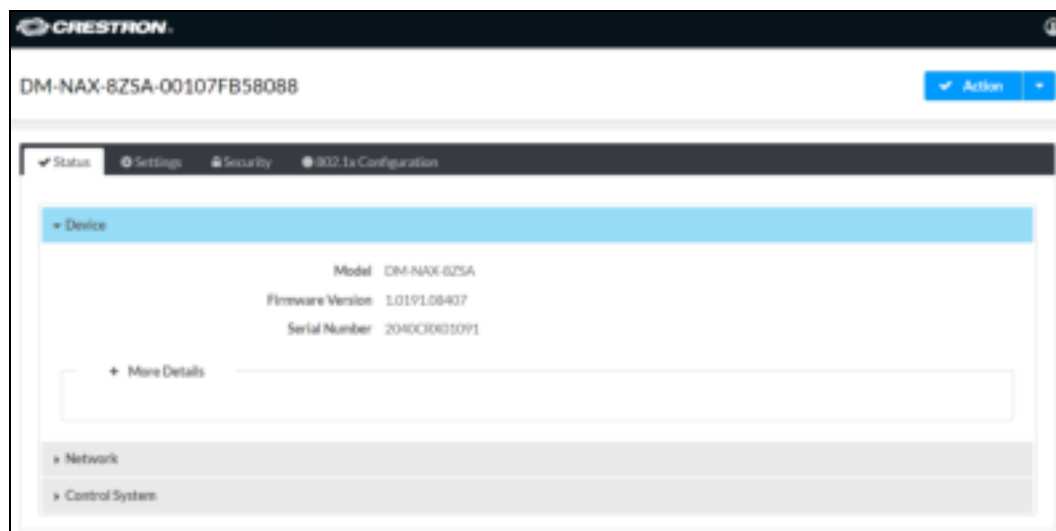 CRESTRON.
DM-NAX-8ZSA-00107FB58088
Action
Status Settings Security 802.1x Configuration
Device
Model DM-NAX-8ZSA
Firmware Version 1.0191.08407
Serial Number
+ More Details
Network
Control System